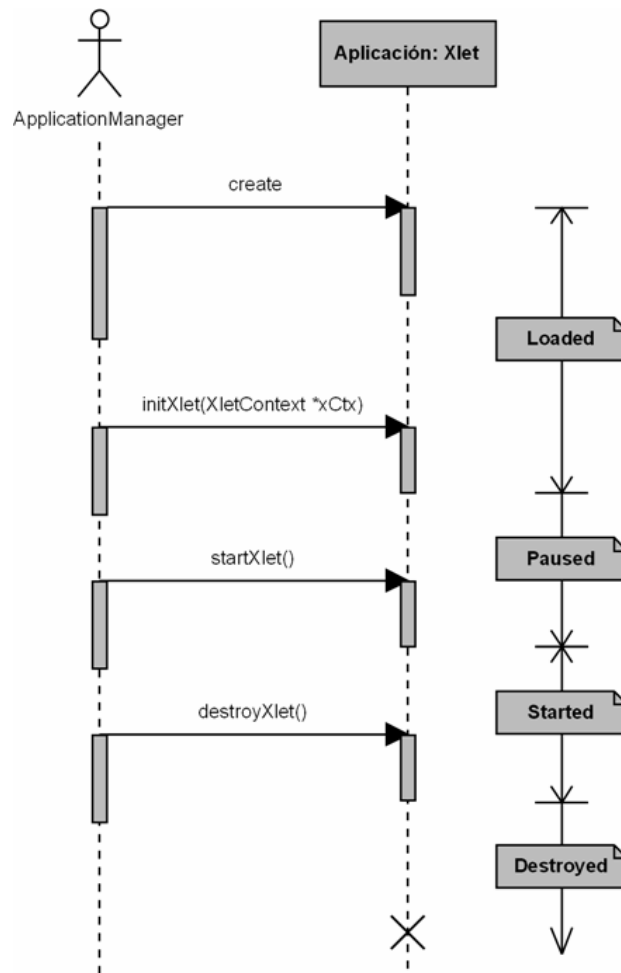 Aplicación: Xlet
ApplicationManager
create
Loaded
initXlet(XletContext *xCtx)
Paused
startXlet()
Started
destroyXlet()
Destroyed